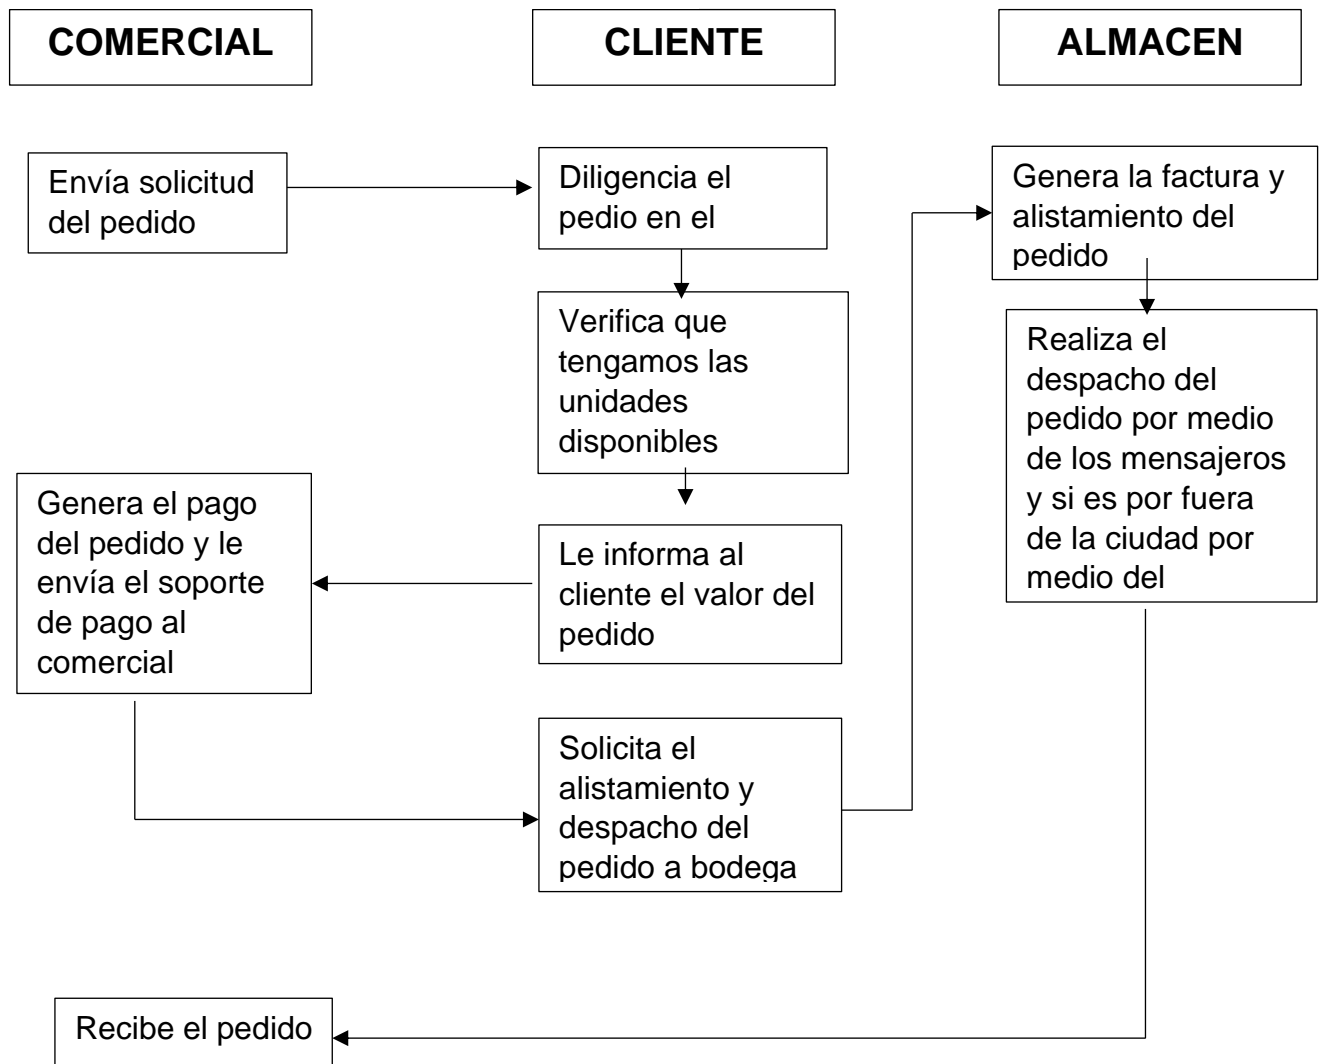 COMERCIAL
CLIENTE
ALMACEN
Envía solicitud
del pedido
Diligencia el
pedio en el
Genera la factura y
alistamiento del
pedido
Verifica que
tengamos las
unidades
disponibles
Realiza el
despacho del
pedido por medio
de los mensajeros
y si es por fuera
de la ciudad por
medio del
Genera el pago
del pedido y le
envía el soporte
de pago al
comercial
Le informa al
cliente el valor del
pedido
Solicita el
alistamiento y
despacho del
pedido a bodega
Recibe el pedido